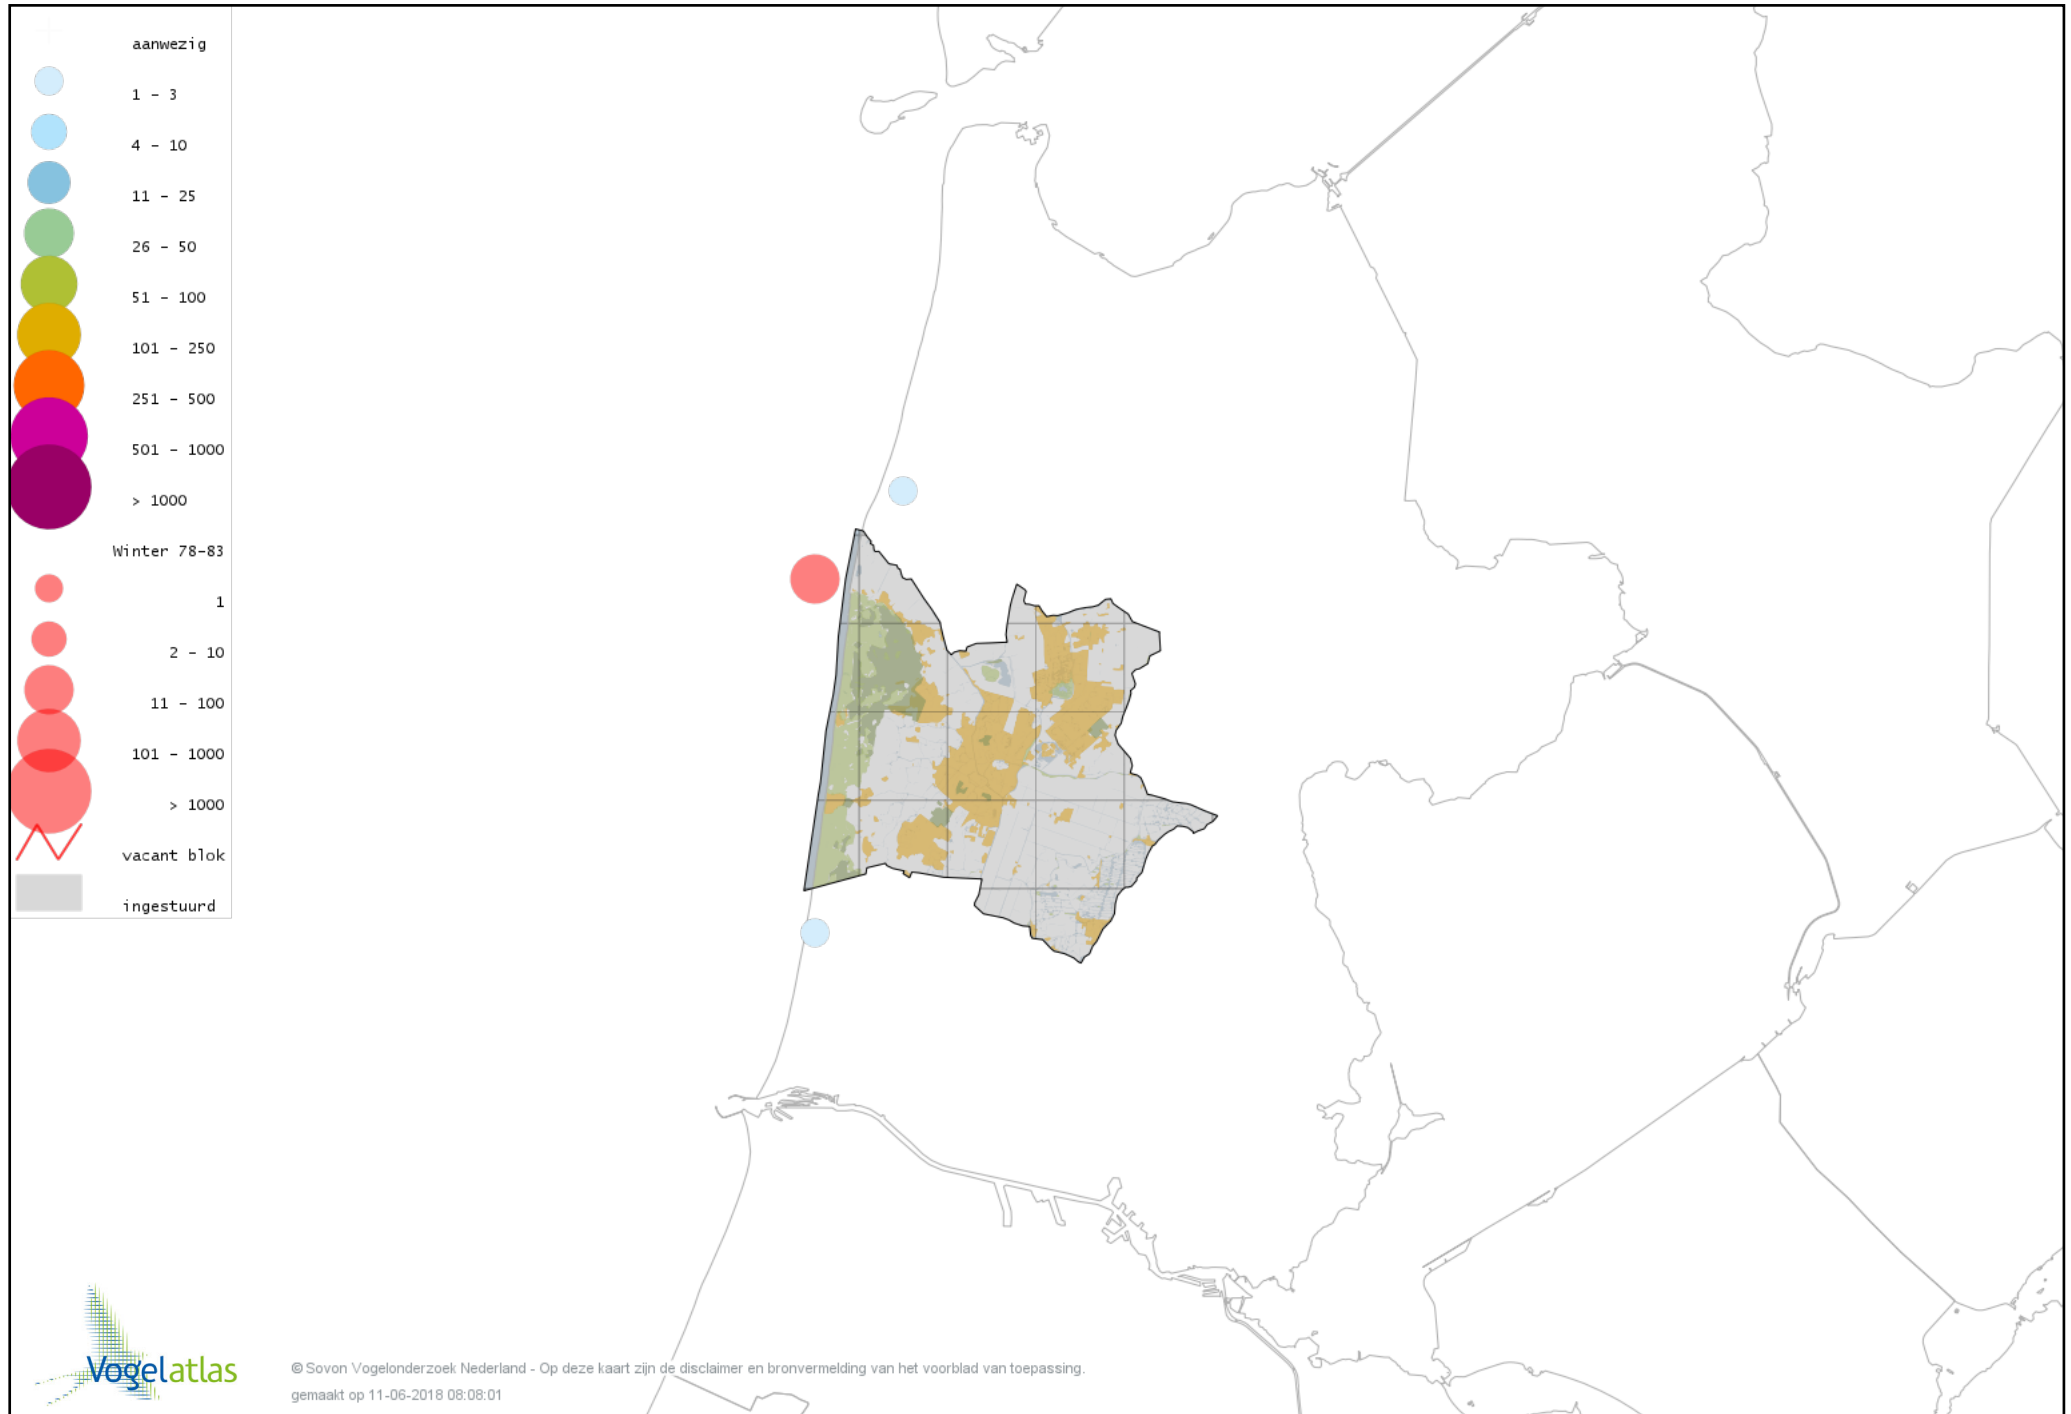 aanwezig
1 - 3
4 - 10
11 - 25
26 - 50
51 - 100
101 - 250
251 - 500
501 - 1000
> 1000
Winter 78-83
1
2 - 10
11 - 100
101 - 1000
> 1000
vacant blok
ingestuurd
Vogelatlas
© Sovon Vogelonderzoek Nederland - Op deze kaart zijn de disclaimer en bronvermelding van het voorblad van toepassing.
gemaakt op 11-06-2018 08:08:01